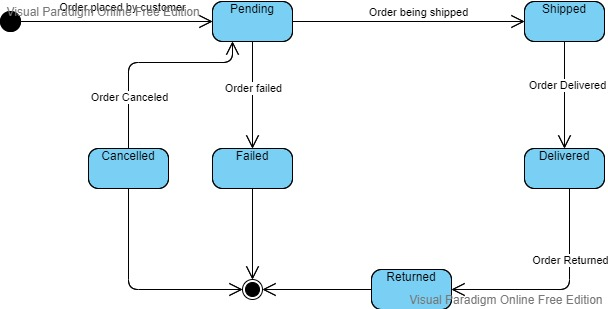 Order placed by customer
Visual Paradigm Online Free Edition
Pending
Order being shipped
Shipped
Order Canceled
Order failed
Order Delivered
Cancelled
Failed
Delivered
Order Returned
Returned
Visual Paradigm Online Free Edition